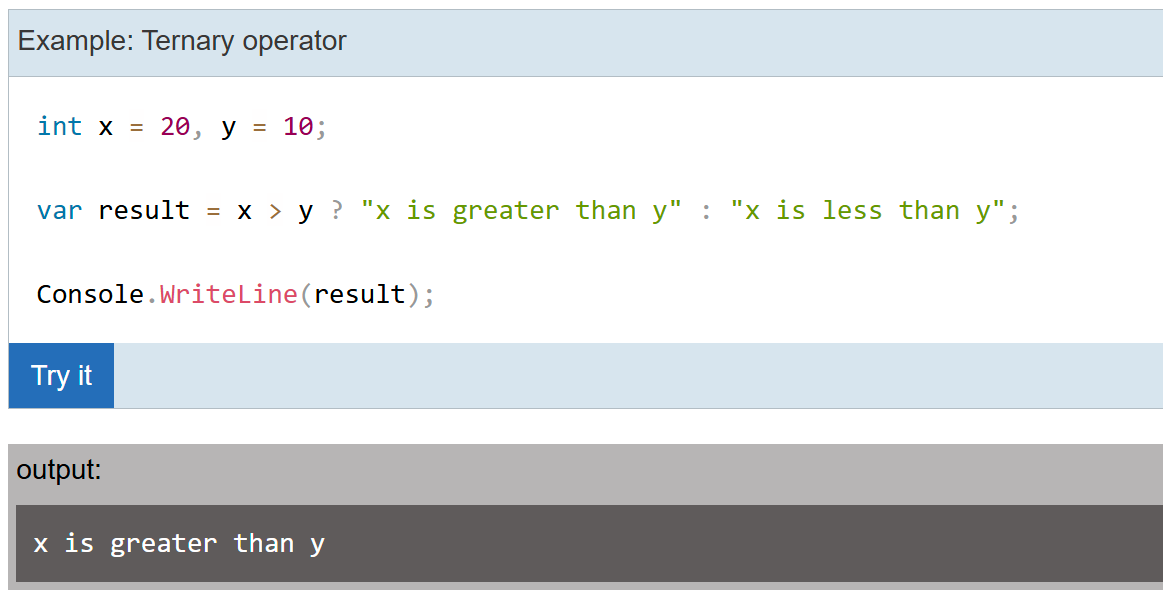 Example: Ternary operator
int x = 20, y = 10;
var result = x > y ? "x is greater than y" : "x is less than y";
Console.WriteLine(result);
Try it
output:
x is greater than y